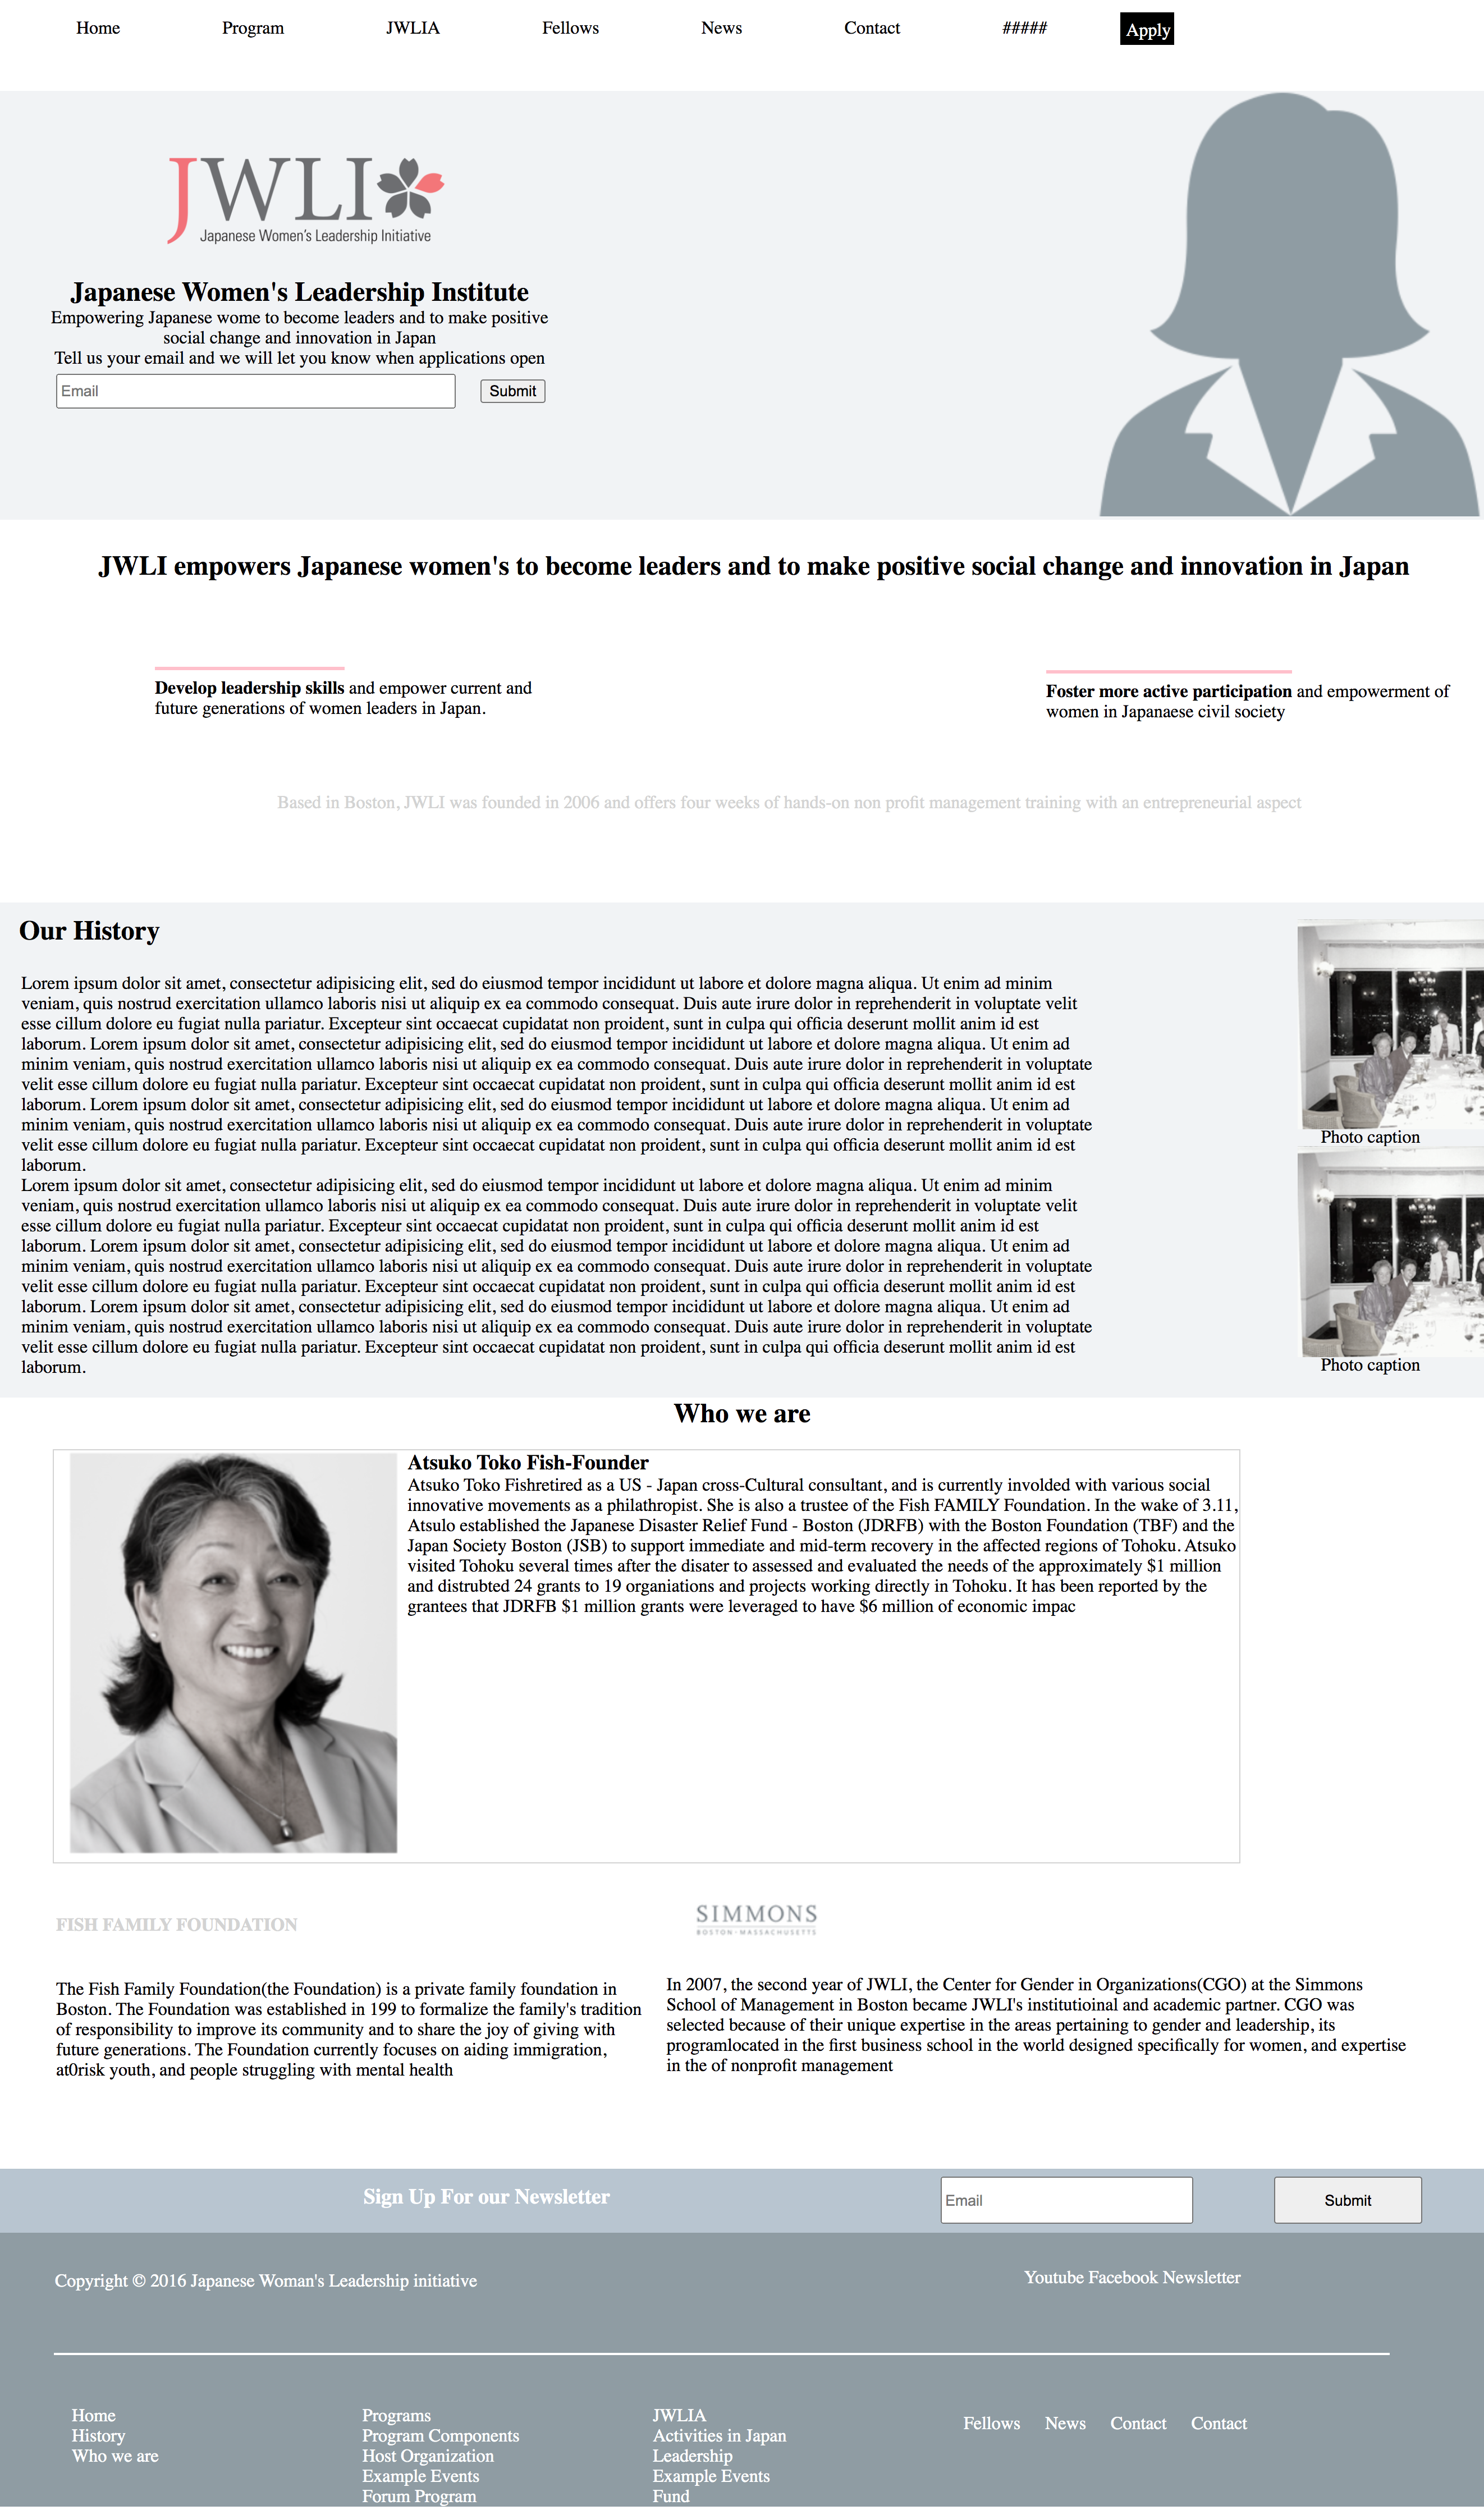 Home Program JWLIA Fellows News Contact ##### Apply
JWLI
Japanese Women's Leadership Initiative
Japanese Women's Leadership Institute
Empowering Japanese wome to become leaders and to make positive
social change and innovation in Japan
Tell us your email and we will let you know when applications open
Email Submit
JWLI empowers Japanese women's to become leaders and to make positive social change and innovation in Japan
Develop leadership skills and empower current and
future generations of women leaders in Japan.
Foster more active participation and empowerment of
women in Japanaese civil society
Based in Boston, JWLI was founded in 2006 and offers four weeks of hands-on non profit management training with an entrepreneurial aspect
Our History
Lorem ipsum dolor sit amet, consectetur adipisicing elit, sed do eiusmod tempor incididunt ut labore et dolore magna aliqua. Ut enim ad minim
veniam, quis nostrud exercitation ullamco laboris nisi ut aliquip ex ea commodo consequat. Duis aute irure dolor in reprehenderit in voluptate velit
esse cillum dolore eu fugiat nulla pariatur. Excepteur sint occaecat cupidatat non proident, sunt in culpa qui officia deserunt mollit anim id est
laborum. Lorem ipsum dolor sit amet, consectetur adipisicing elit, sed do eiusmod tempor incididunt ut labore et dolore magna aliqua. Ut enim ad
minim veniam, quis nostrud exercitation ullamco laboris nisi ut aliquip ex ea commodo consequat. Duis aute irure dolor in reprehenderit in voluptate
velit esse cillum dolore eu fugiat nulla pariatur. Excepteur sint occaecat cupidatat non proident, sunt in culpa qui officia deserunt mollit anim id est
laborum. Lorem ipsum dolor sit amet, consectetur adipisicing elit, sed do eiusmod tempor incididunt ut labore et dolore magna aliqua. Ut enim ad
minim veniam, quis nostrud exercitation ullamco laboris nisi ut aliquip ex ea commodo consequat. Duis aute irure dolor in reprehenderit in voluptate
velit esse cillum dolore eu fugiat nulla pariatur. Excepteur sint occaecat cupidatat non proident, sunt in culpa qui officia deserunt mollit anim id est
laborum.
Lorem ipsum dolor sit amet, consectetur adipisicing elit, sed do eiusmod tempor incididunt ut labore et dolore magna aliqua. Ut enim ad minim
veniam, quis nostrud exercitation ullamco laboris nisi ut aliquip ex ea commodo consequat. Duis aute irure dolor in reprehenderit in voluptate velit
esse cillum dolore eu fugiat nulla pariatur. Excepteur sint occaecat cupidatat non proident, sunt in culpa qui officia deserunt mollit anim id est
laborum. Lorem ipsum dolor sit amet, consectetur adipisicing elit, sed do eiusmod tempor incididunt ut labore et dolore magna aliqua. Ut enim ad
minim veniam, quis nostrud exercitation ullamco laboris nisi ut aliquip ex ea commodo consequat. Duis aute irure dolor in reprehenderit in voluptate
velit esse cillum dolore eu fugiat nulla pariatur. Excepteur sint occaecat cupidatat non proident, sunt in culpa qui officia deserunt mollit anim id est
laborum. Lorem ipsum dolor sit amet, consectetur adipisicing elit, sed do eiusmod tempor incididunt ut labore et dolore magna aliqua. Ut enim ad
minim veniam, quis nostrud exercitation ullamco laboris nisi ut aliquip ex ea commodo consequat. Duis aute irure dolor in reprehenderit in voluptate
velit esse cillum dolore eu fugiat nulla pariatur. Excepteur sint occaecat cupidatat non proident, sunt in culpa qui officia deserunt mollit anim id est
laborum.
Photo caption
Photo caption
Who we are
Atsuko Toko Fish-Founder
Atsuko Toko Fishretired as a US - Japan cross-Cultural consultant, and is currently involded with various social
innovative movements as a philathropist. She is also a trustee of the Fish FAMILY Foundation. In the wake of 3.11,
Atsulo established the Japanese Disaster Relief Fund - Boston (JDRFB) with the Boston Foundation (TBF) and the
Japan Society Boston (JSB) to support immediate and mid-term recovery in the affected regions of Tohoku. Atsuko
visited Tohoku several times after the disater to assessed and evaluated the needs of the approximately $1 million
and distrubted 24 grants to 19 organiations and projects working directly in Tohoku. It has been reported by the
grantees that JDRFB $1 million grants were leveraged to have $6 million of economic impac
FISH FAMILY FOUNDATION
The Fish Family Foundation(the Foundation) is a private family foundation in
Boston. The Foundation was established in 199 to formalize the family's tradition
of responsibility to improve its community and to share the joy of giving with
future generations. The Foundation currently focuses on aiding immigration,
at0risk youth, and people struggling with mental health
SIMMONS
BOSTON • MASSACHUSETTS
In 2007, the second year of JWLI, the Center for Gender in Organizations(CGO) at the Simmons
School of Management in Boston became JWLI's institutioinal and academic partner. CGO was
selected because of their unique expertise in the areas pertaining to gender and leadership, its
programlocated in the first business school in the world designed specifically for women, and expertise
in the of nonprofit management
Sign Up For our Newsletter Email Submit
Copyright © 2016 Japanese Woman's Leadership initiative
Youtube Facebook Newsletter
Home
History
Who we are
Programs
Program Components
Host Organization
Example Events
Forum Program
JWLIA
Activities in Japan
Leadership
Example Events
Fund
Fellows News Contact Contact